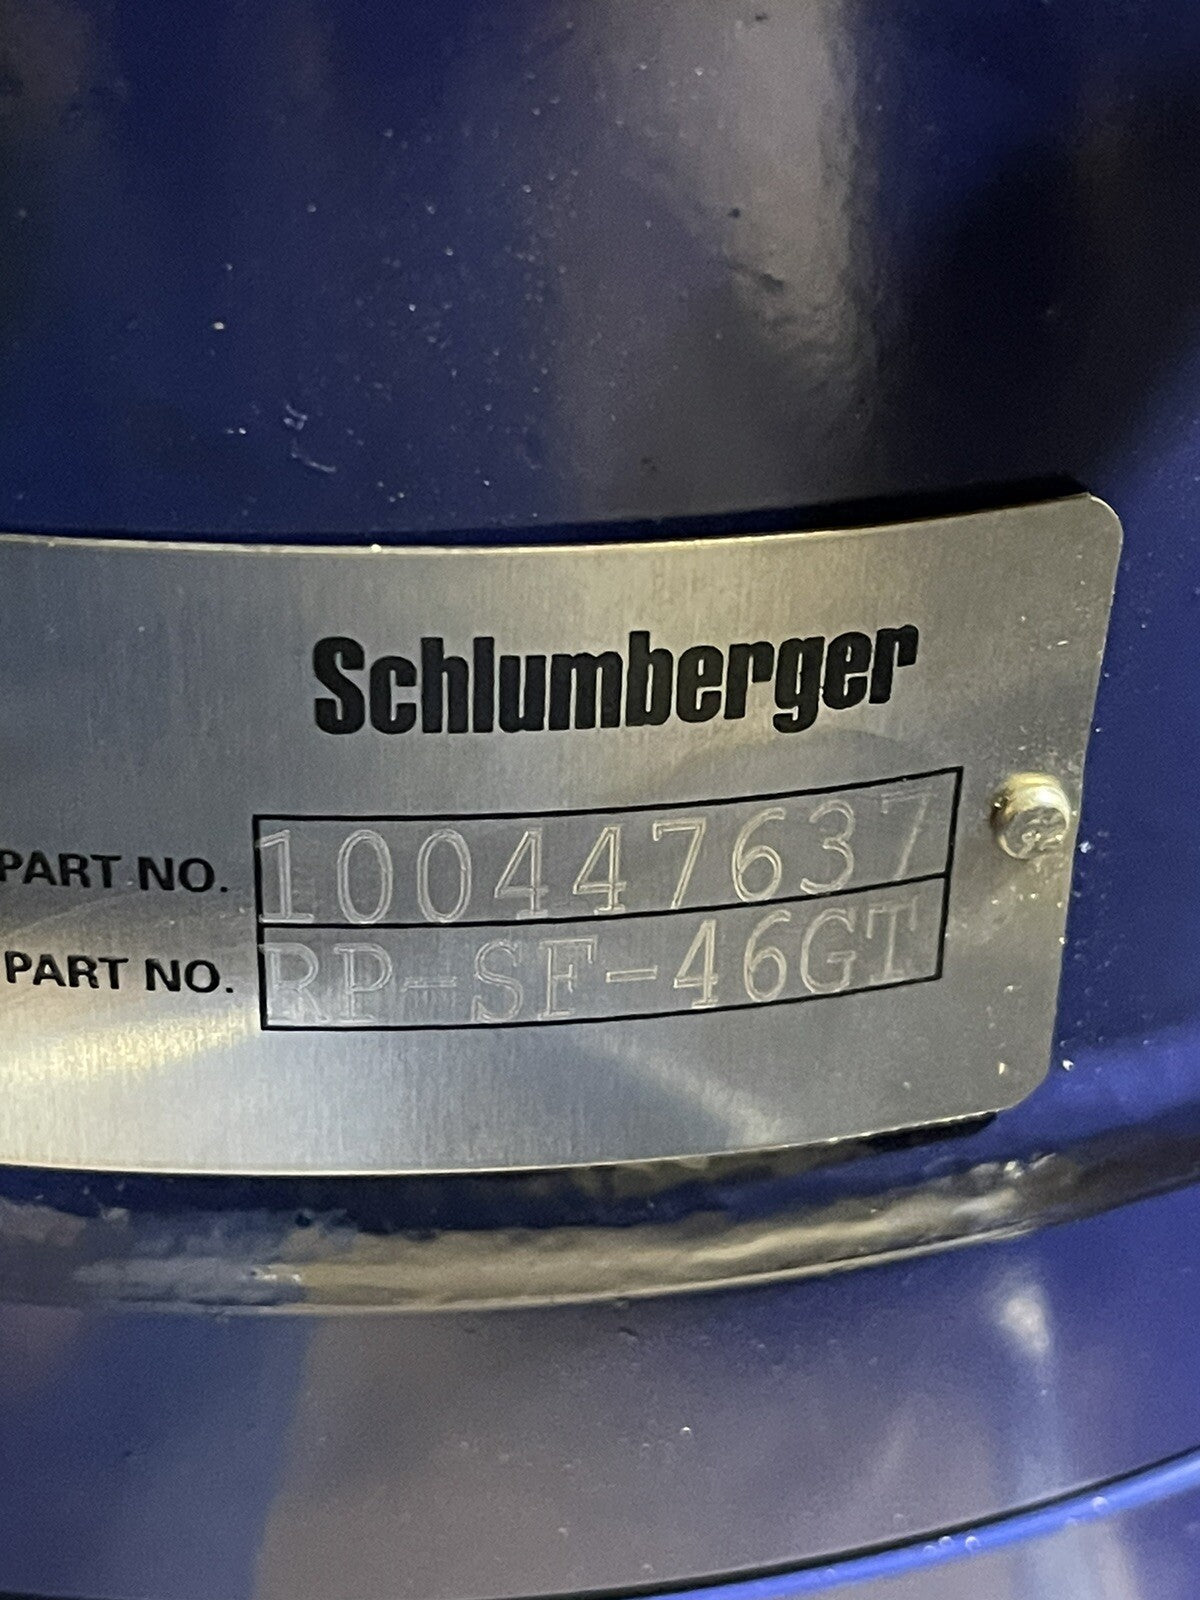 Schlumberger
PART NO. 100447637
PART NO. RP-SF-46GT